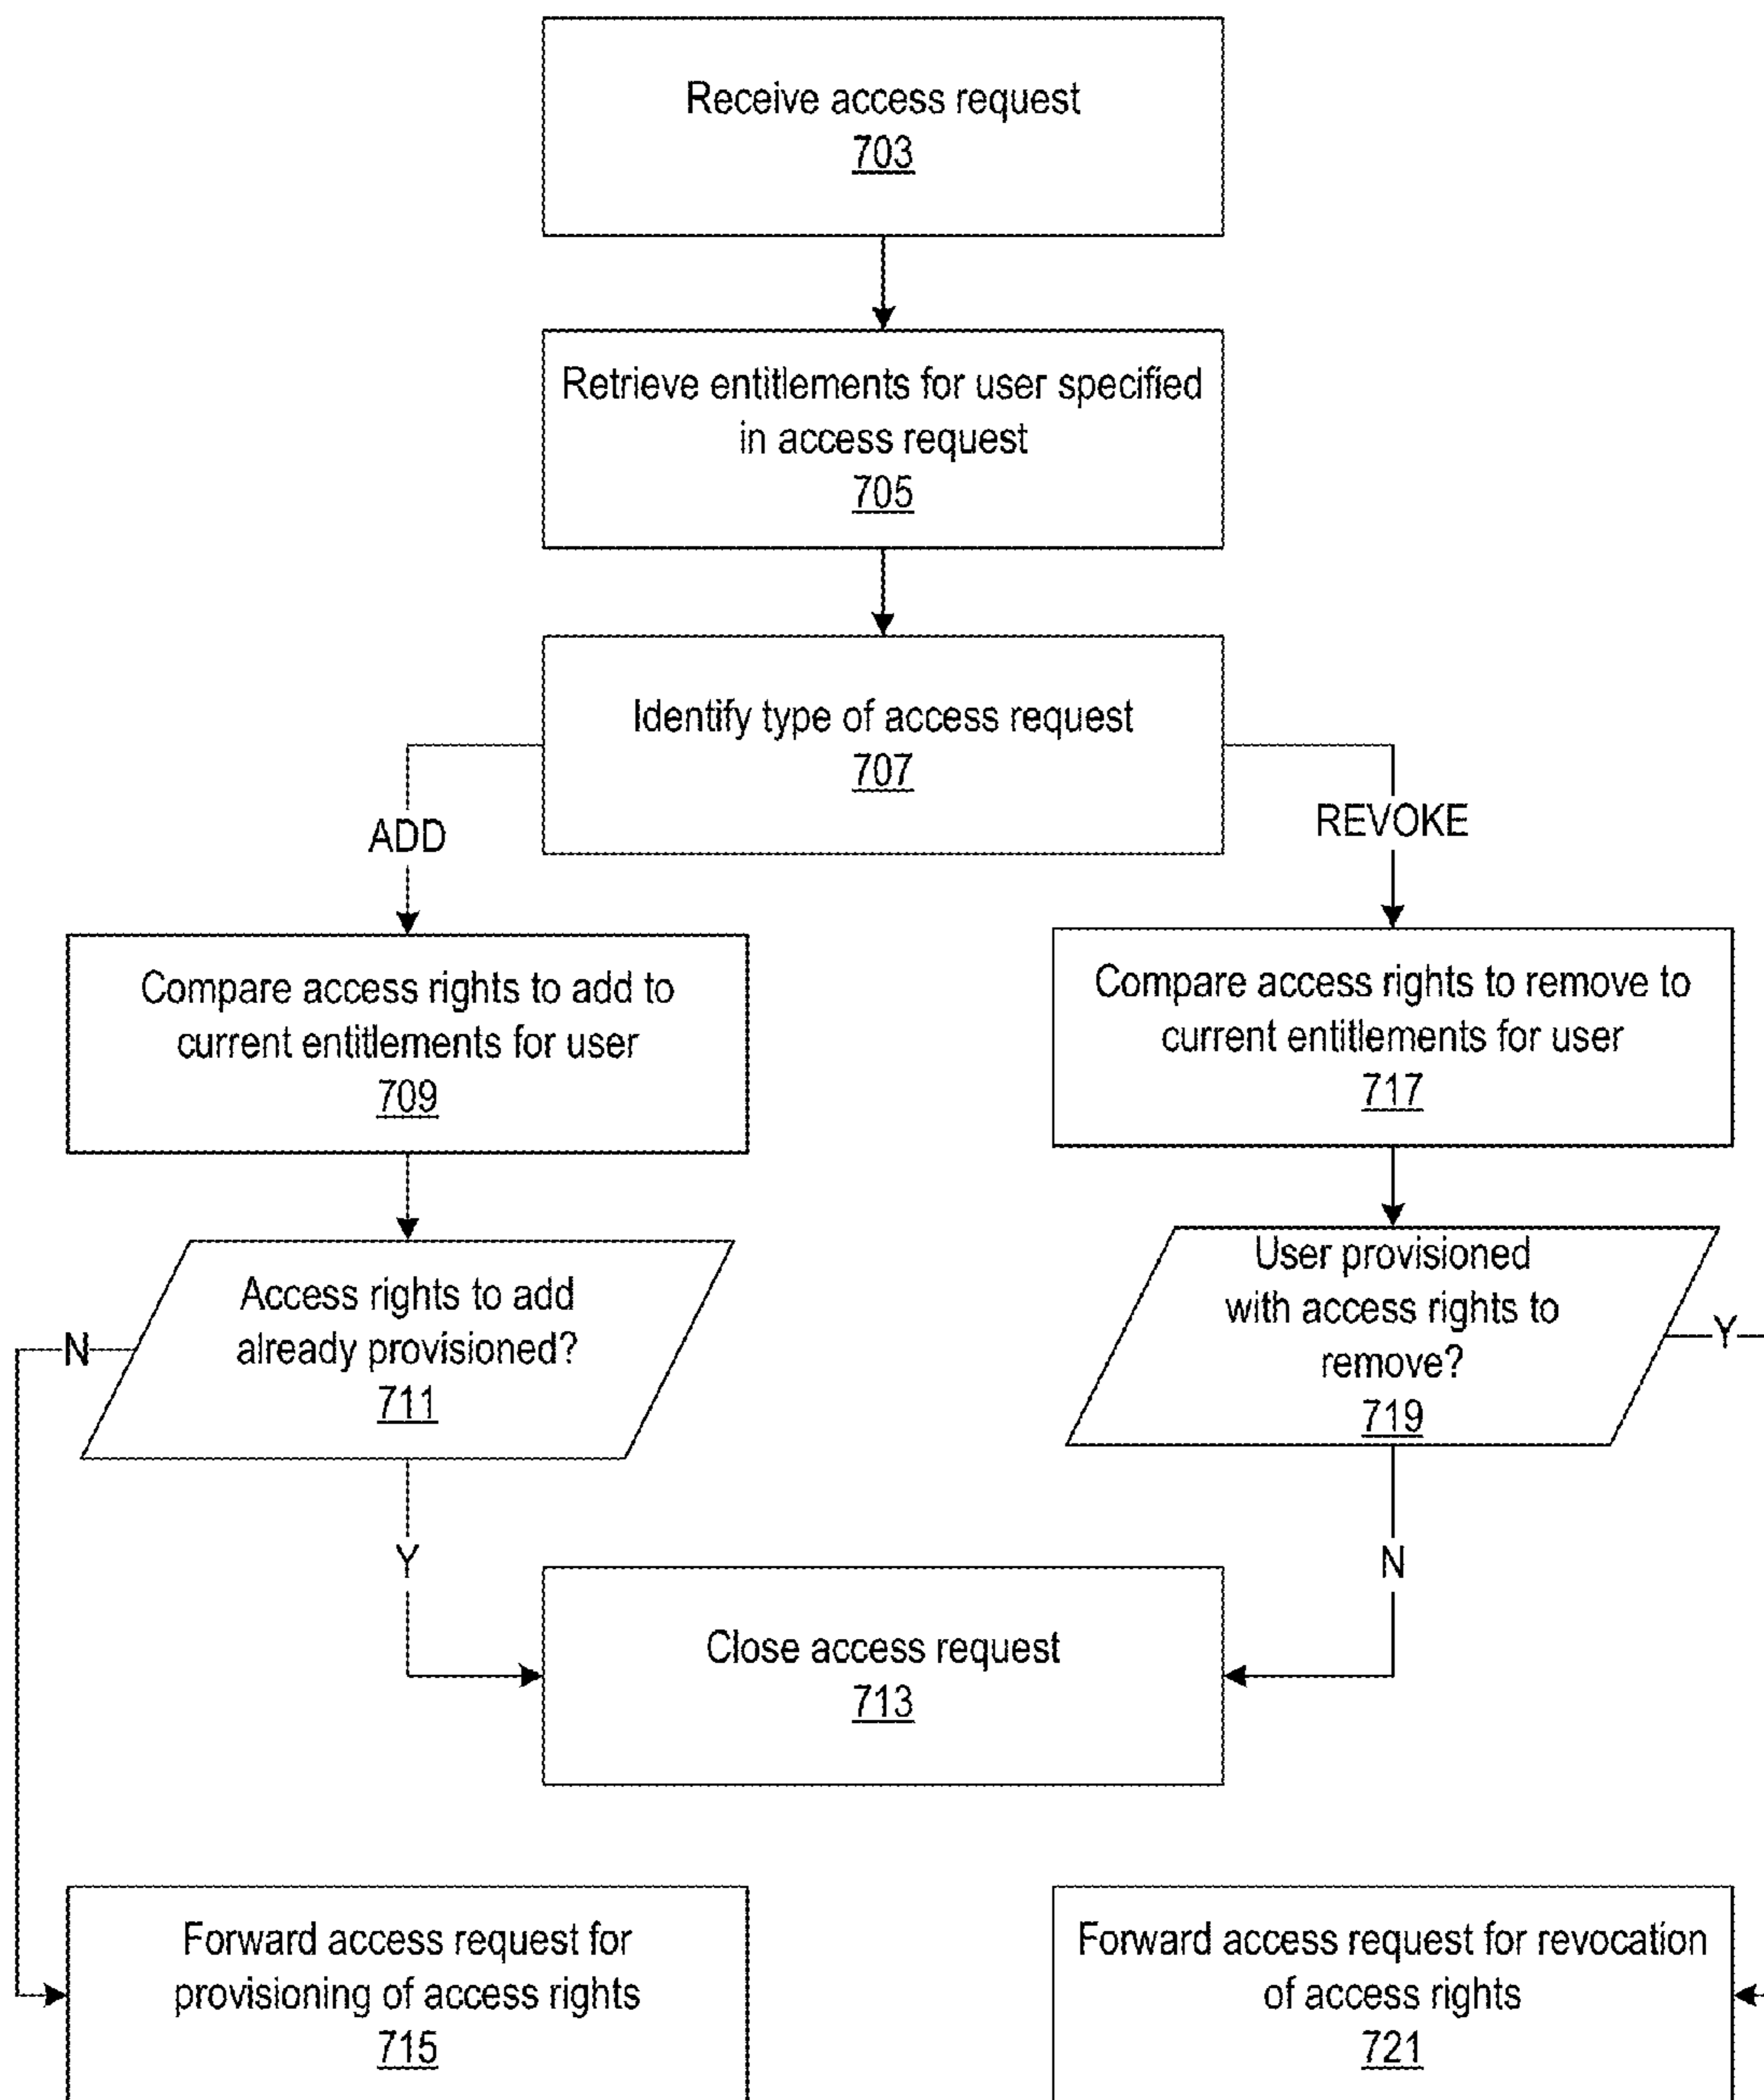 Receive access request
703
Retrieve entitlements for user specified
in access request
705
Identify type of access request
707
ADD
REVOKE
Compare access rights to add to
current entitlements for user
709
Compare access rights to remove to
current entitlements for user
717
Access rights to add
already provisioned?
711
User provisioned
with access rights to
remove?
719
N
Y
Y
N
Close access request
713
Forward access request for
provisioning of access rights
715
Forward access request for revocation
of access rights
721